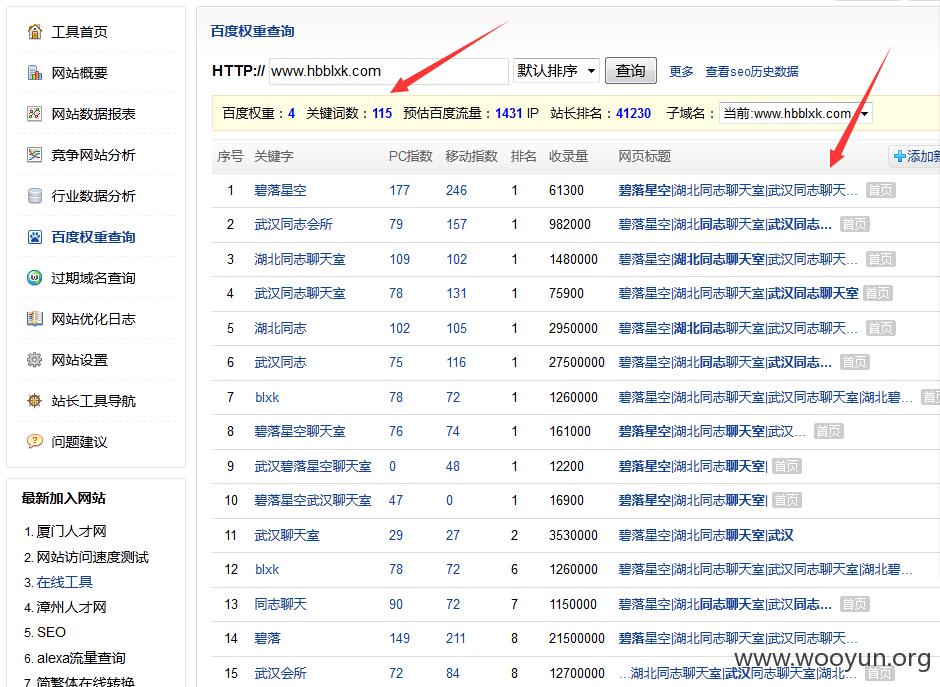 工具首页
网站概要
网站数据报表
竞争网站分析
行业数据分析
百度权重查询
过期域名查询
网站优化日志
网站设置
站长工具导航
问题建议
最新加入网站
1. 厦门人才网
2. 网站访问速度测试
3. 在线工具
4. 漳州人才网
5. SEO
6. alexa流量查询
7. 简繁体在线转换
百度权重查询
HTTP:// www.hbblxk.com 默认排序 查询 更多 查看seo历史数据
百度权重：4 关键词数：115 预估百度流量：1431 IP 站长排名：41230 子域名：当前:www.hbblxk.com
序号 关键字 PC指数 移动指数 排名 收录量 网页标题 添加新
1 碧落星空 177 246 1 61300 碧落星空|湖北同志聊天室|武汉同志聊天... 首页
2 武汉同志会所 79 157 1 982000 碧落星空|湖北同志聊天室|武汉同志... 首页
3 湖北同志聊天室 109 102 1 1480000 碧落星空|湖北同志聊天室|武汉同志聊天... 首页
4 武汉同志聊天室 78 131 1 75900 碧落星空|湖北同志聊天室|武汉同志聊天室 首页
5 湖北同志 102 105 1 2950000 碧落星空|湖北同志聊天室|武汉同志聊天... 首页
6 武汉同志 75 116 1 27500000 碧落星空|湖北同志聊天室|武汉同志... 首页
7 blxk 78 72 1 1260000 碧落星空|湖北同志聊天室|武汉同志聊天室|湖北碧... 首页
8 碧落星空聊天室 76 74 1 161000 碧落星空|湖北同志聊天室|武汉... 首页
9 武汉碧落星空聊天室 0 48 1 12200 碧落星空|湖北同志聊天室| 首页
10 碧落星空武汉聊天室 47 0 1 16900 碧落星空|湖北同志聊天室| 首页
11 武汉聊天室 29 27 2 3530000 碧落星空|湖北同志聊天室|武汉
12 blxk 78 72 6 1260000 碧落星空|湖北同志聊天室|武汉同志聊天室|湖北碧...
13 同志聊天 90 72 7 1150000 碧落星空|湖北同志聊天室|武汉同志... 首页
14 碧落 149 211 8 21500000 碧落星空|湖北同志聊天室|武汉同志聊天...
15 武汉会所 72 84 8 12700000 ...湖北同志聊天室|武汉同志聊天室|湖北... 首页
www.wooyun.org